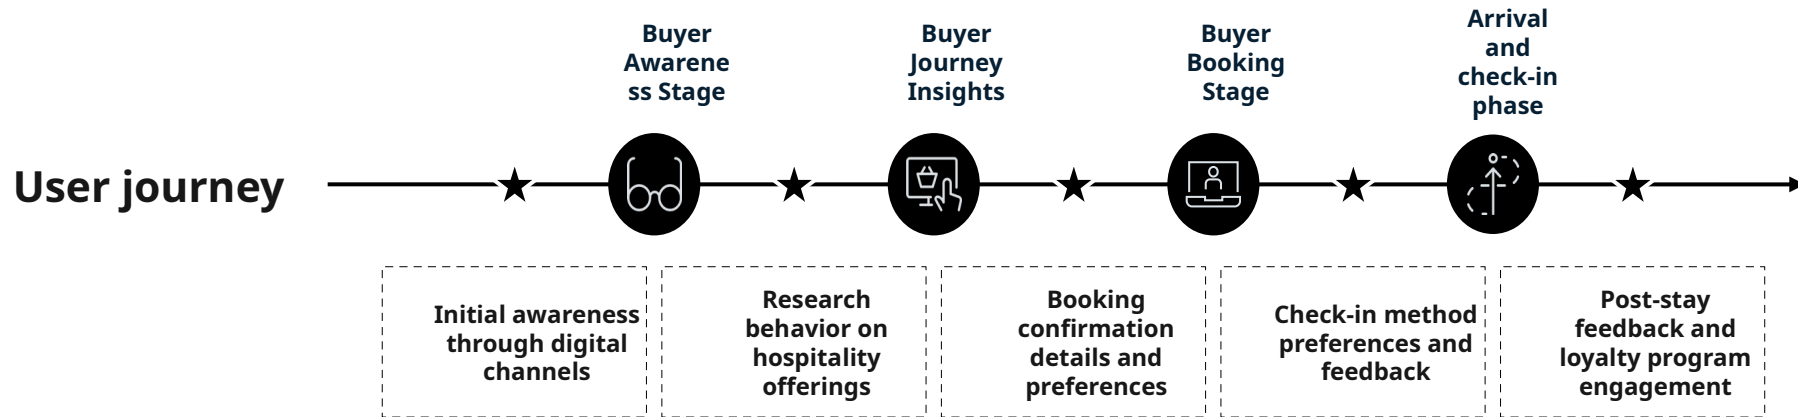 Buyer
Awarene
ss Stage
Buyer
Journey
Insights
Buyer
Booking
Stage
Arrival
and
check-in
phase
User journey
Initial awareness
through digital
channels
Research
behavior on
hospitality
offerings
Booking
confirmation
details and
preferences
Check-in method
preferences and
feedback
Post-stay
feedback and
loyalty program
engagement